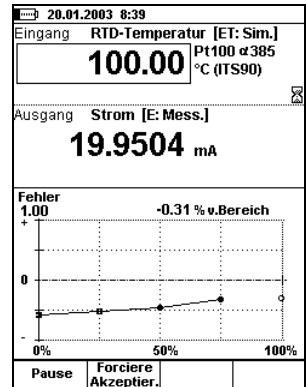 20.01.2003 8:39
Eingang RTD-Temperatur [ET: Sim.]
100.00 Pt100 α385
°C (ITS90)
Ausgang Strom [E: Mess.]
19.9504 mA
Fehler
1.00 -0.31 % v.Bereich
+
0
-
0% 50% 100%
Pause Forciere
Akzeptier.